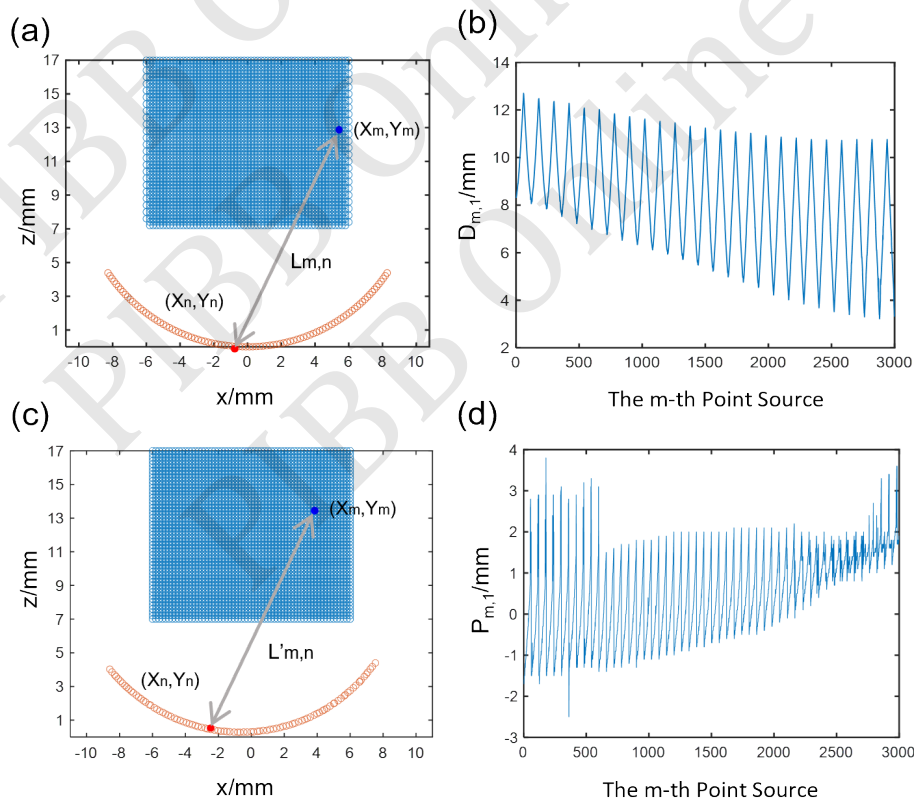 (a)
17
15
13
11
9
7
5
3
1
z/mm
(Xm,Ym)
Lm,n
(Xn,Yn)
-10 -8 -6 -4 -2 0 2 4 6 8 10
x/mm
(b)
14
12
10
8
6
4
2
Dm,1/mm
0 500 1000 1500 2000 2500 3000
The m-th Point Source
(c)
17
15
13
11
9
7
5
3
1
z/mm
(Xm,Ym)
L'm,n
(Xn,Yn)
-10 -8 -6 -4 -2 0 2 4 6 8 10
x/mm
(d)
4
3
2
1
0
-1
-2
-3
Pm,1/mm
0 500 1000 1500 2000 2500 3000
The m-th Point Source
PIBB Online
PIBB Online